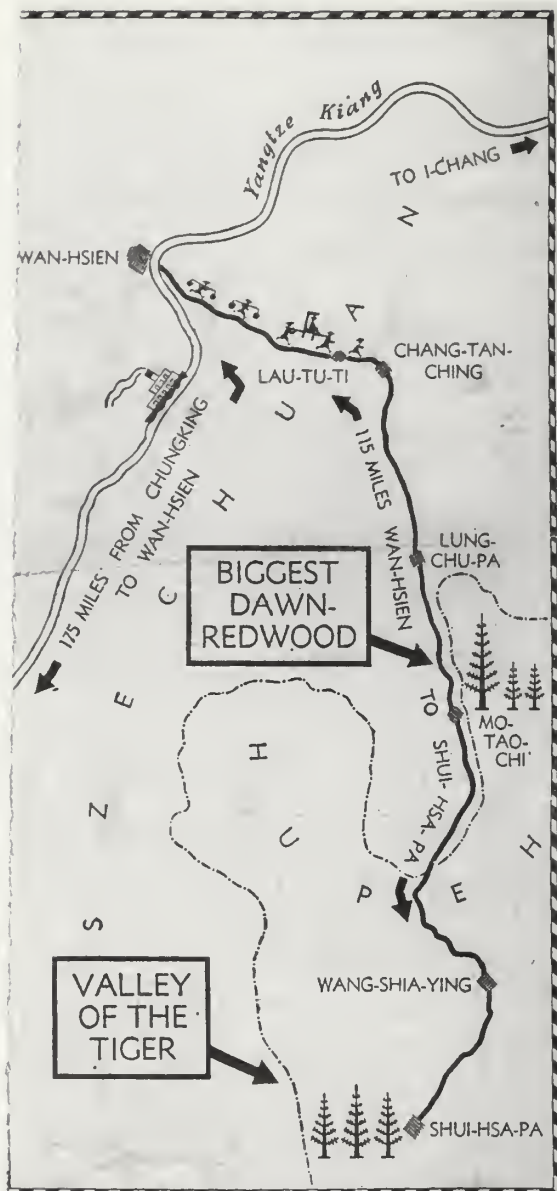 Yangtze Kiang
TO I-CHANG
WAN-HSIEN
LAU-TU-TI
CHANG-TAN-
CHING
175 MILES FROM CHUNGKING
TO WAN-HSIEN
115 MILES WAN-HSIEN
TO SHUI-HSA-PA
LUNG-
CHU-PA
BIGGEST
DAWN-
REDWOOD
MO-
TAO-
CHI
SZECHUAN
HUPEH
WANG-SHIA-YING
VALLEY
OF THE
TIGER
SHUI-HSA-PA